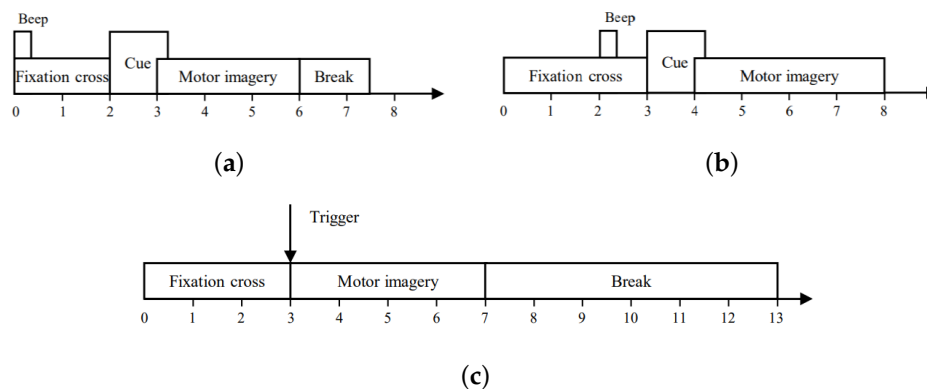 Beep
Fixation cross Cue Motor imagery Break
0 1 2 3 4 5 6 7 8
(a)
Beep
Fixation cross Cue Motor imagery
0 1 2 3 4 5 6 7 8
(b)
Trigger
Fixation cross Motor imagery Break
0 1 2 3 4 5 6 7 8 9 10 11 12 13
(c)